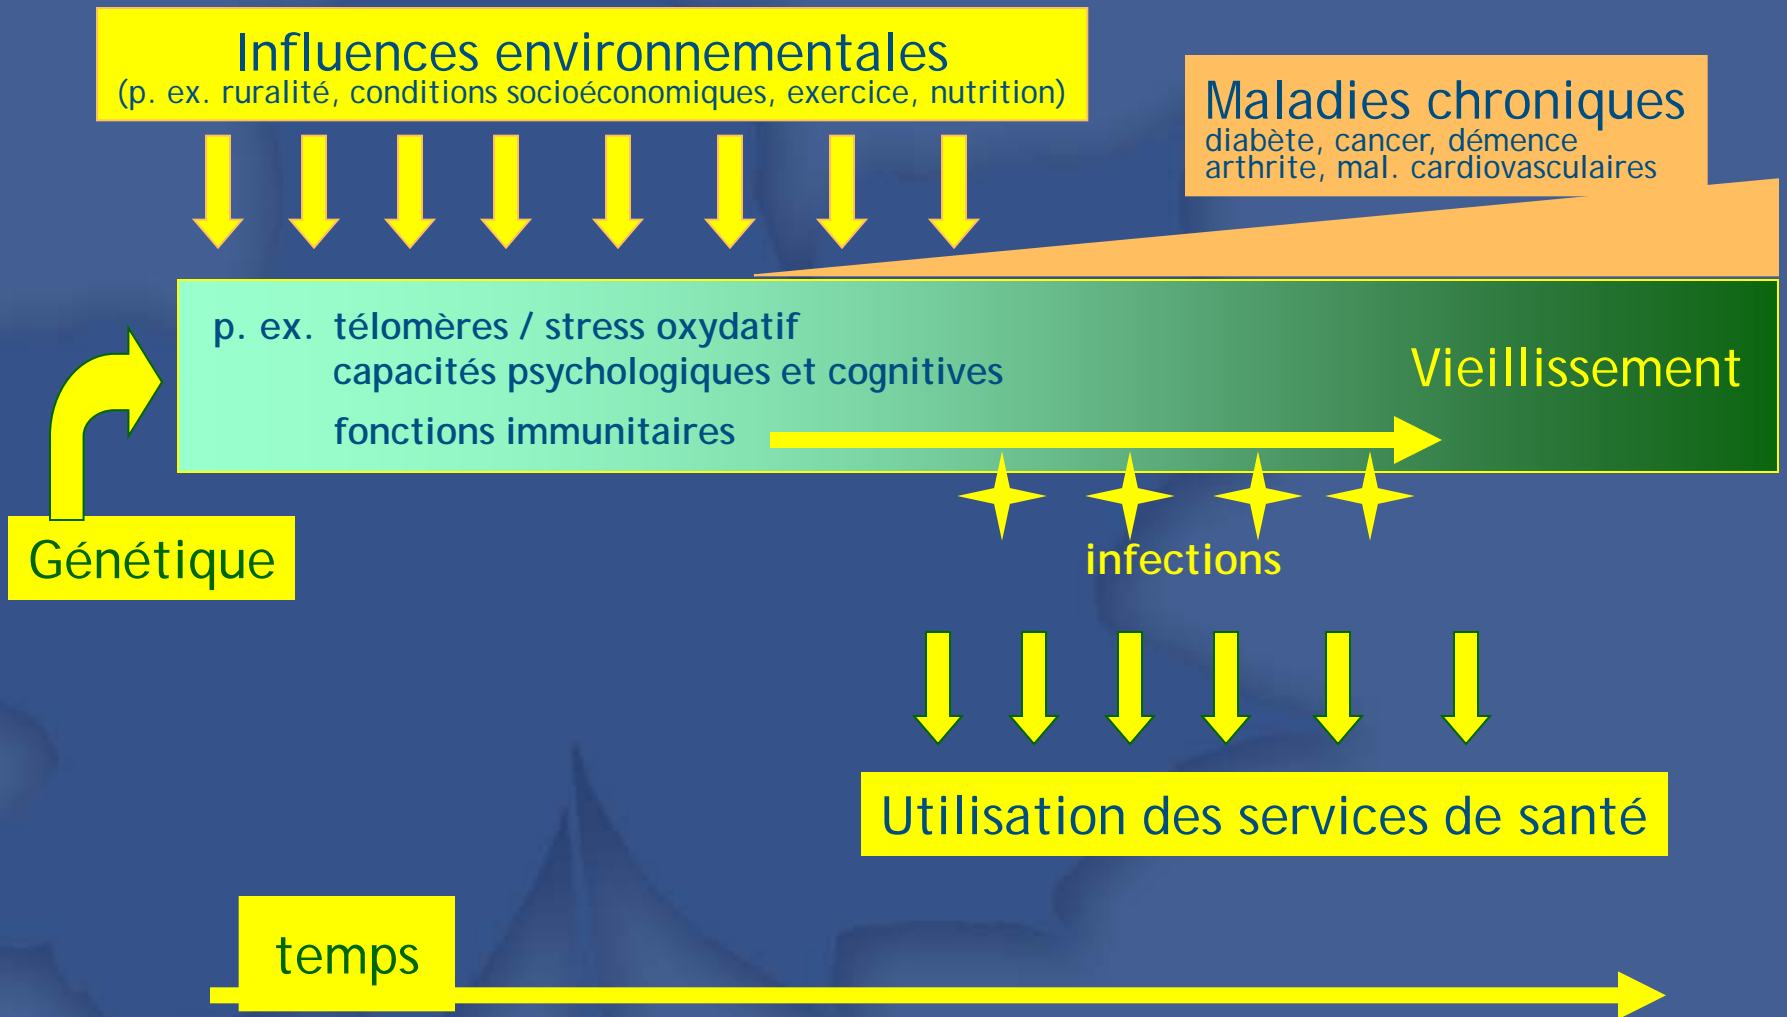 Influences environnementales
(p. ex. ruralité, conditions socioéconomiques, exercice, nutrition)
Maladies chroniques
diabète, cancer, démence
arthrite, mal. cardiovasculaires
p. ex. télomères / stress oxydatif
capacités psychologiques et cognitives
fonctions immunitaires
Vieillissement
Génétique
infections
Utilisation des services de santé
temps